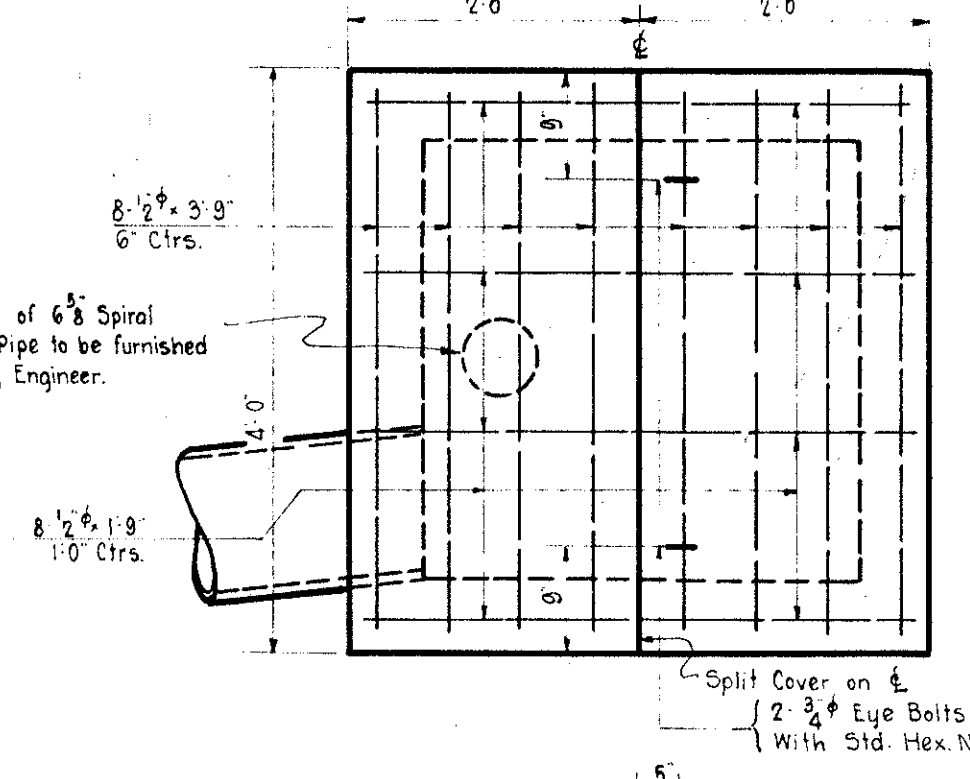 2'·0" 2'·0"
℄
9"
8-½"ϕ × 3'-9"
6" Ctrs.
of 6⅝" Spiral
Pipe to be furnished
Engineer.
4'·0"
8-½"ϕ × 1'-9"
1'·0" Ctrs.
9"
Split Cover on ℄
2-¾"ϕ Eye Bolts
With Std. Hex. N
5"